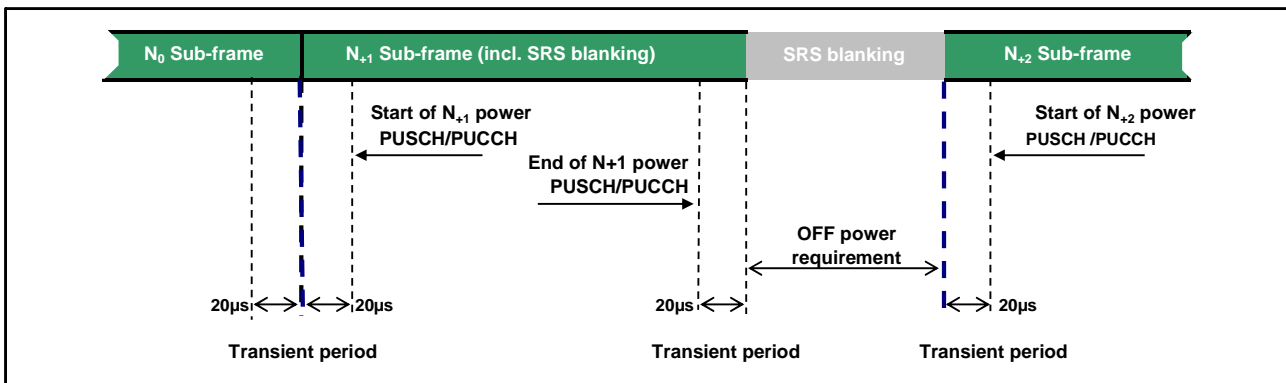 N0 Sub-frame
N+1 Sub-frame (incl. SRS blanking)
SRS blanking
N+2 Sub-frame
Start of N+1 power
PUSCH/PUCCH
End of N+1 power
PUSCH/PUCCH
Start of N+2 power
PUSCH /PUCCH
OFF power
requirement
20µs
20µs
20µs
20µs
Transient period
Transient period
Transient period